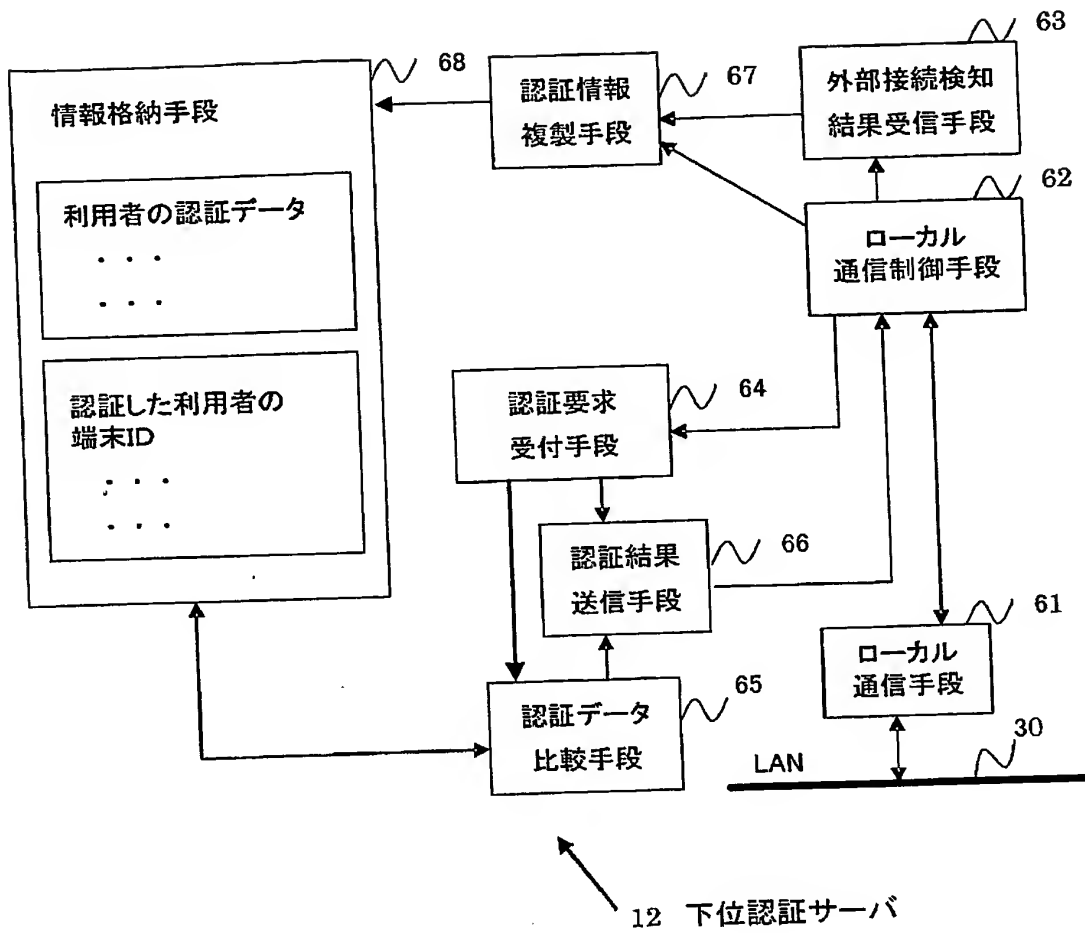 63
68
67
外部接続検知
結果受信手段
情報格納手段
認証情報
複製手段
62
利用者の認証データ
・・・
・・・
ローカル
通信制御手段
認証した利用者の
端末ID
・・・
・・・
認証要求
受付手段
64
認証結果
送信手段
66
ローカル
通信手段
61
認証データ
比較手段
65
LAN
30
12 下位認証サーバ